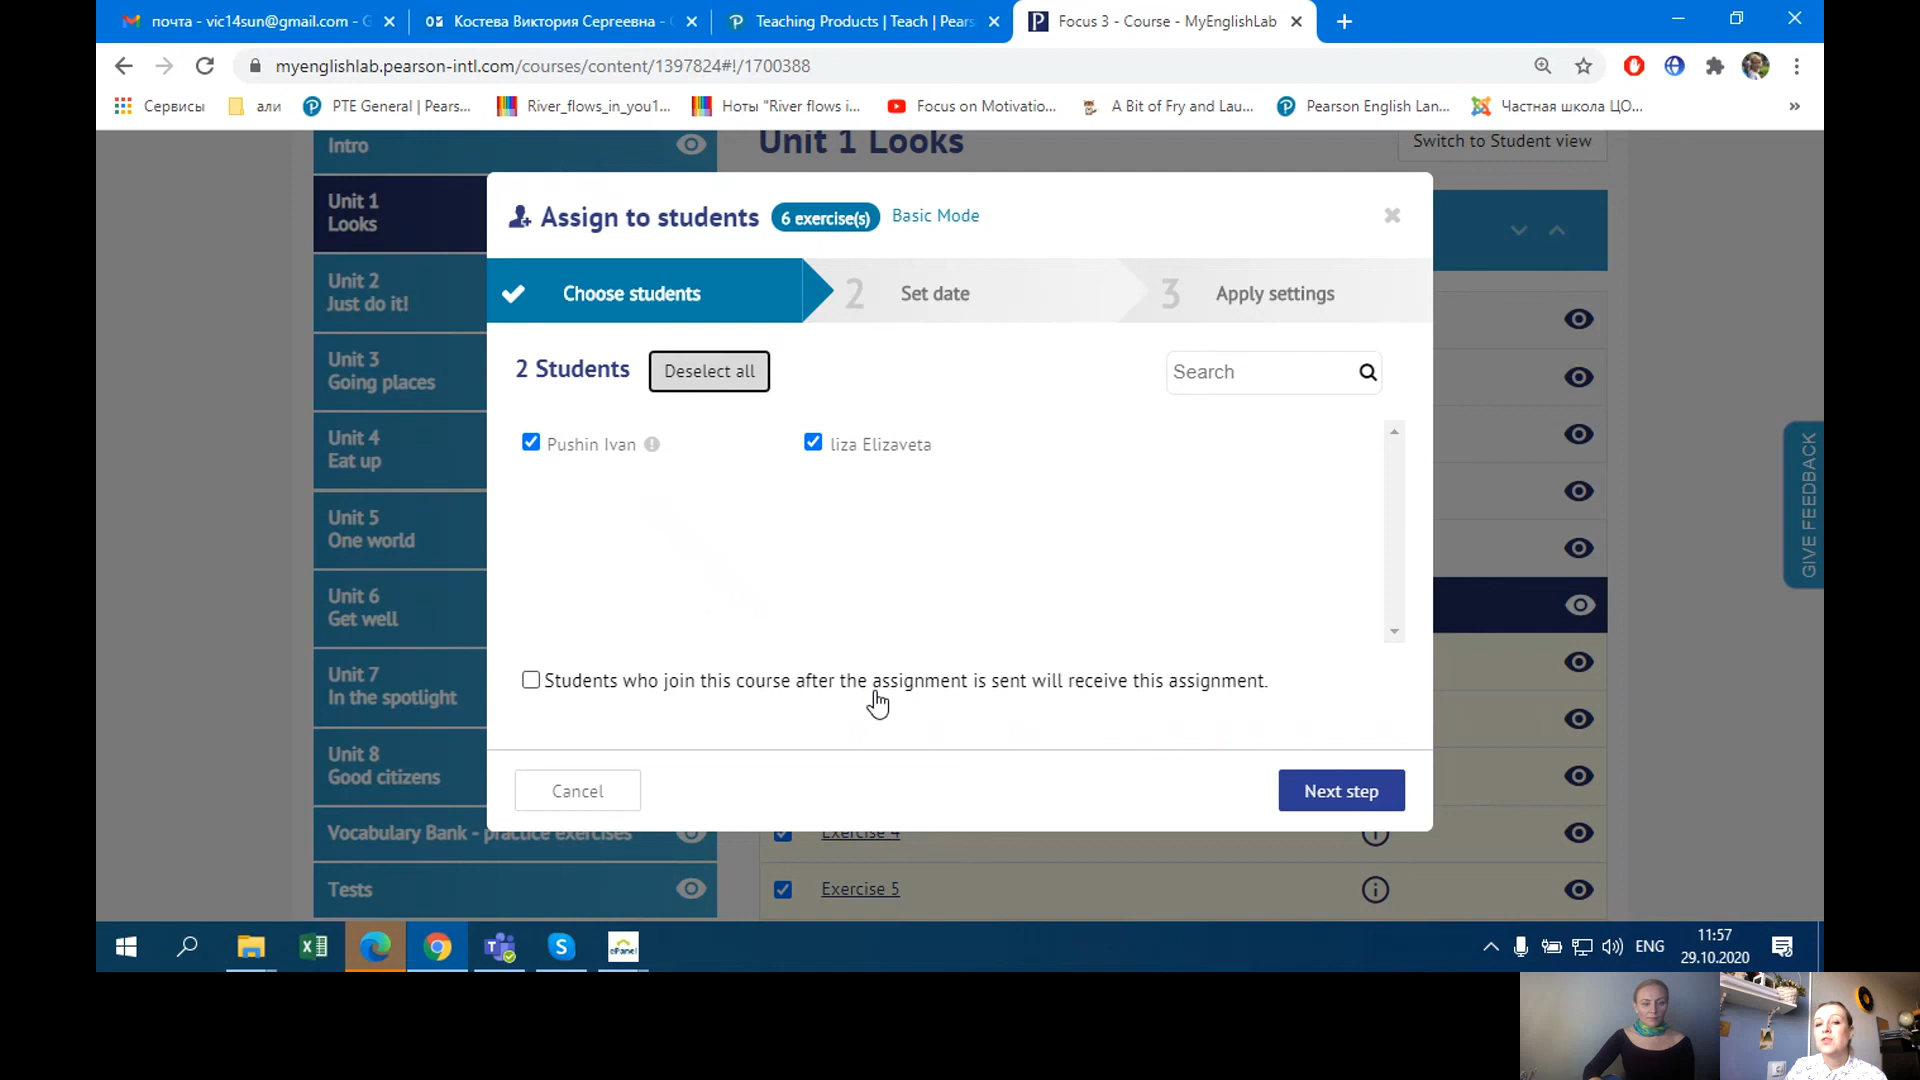 почта - vic14sun@gmail.com - G
Костева Виктория Сергеевна -
Teaching Products | Teach | Pears
Focus 3 - Course - MyEnglishLab
myenglishlab.pearson-intl.com/courses/content/1397824#!/1700388
Сервисы
али
PTE General | Pears...
River_flows_in_you1...
Ноты "River flows i...
Focus on Motivatio...
A Bit of Fry and Lau...
Pearson English Lan...
Частная школа ЦО...
Intro
Unit 1 Looks
Switch to Student view
Unit 1
Looks
Unit 2
Just do it!
Unit 3
Going places
Unit 4
Eat up
Unit 5
One world
Unit 6
Get well
Unit 7
In the spotlight
Unit 8
Good citizens
Vocabulary Bank - practice exercises
Tests
Assign to students
6 exercise(s)
Basic Mode
Choose students
2 Set date
3 Apply settings
2 Students
Deselect all
Search
Pushin Ivan
liza Elizaveta
Students who join this course after the assignment is sent will receive this assignment.
Cancel
Next step
Exercise 4
Exercise 5
GIVE FEEDBACK
ENG
11:57
29.10.2020